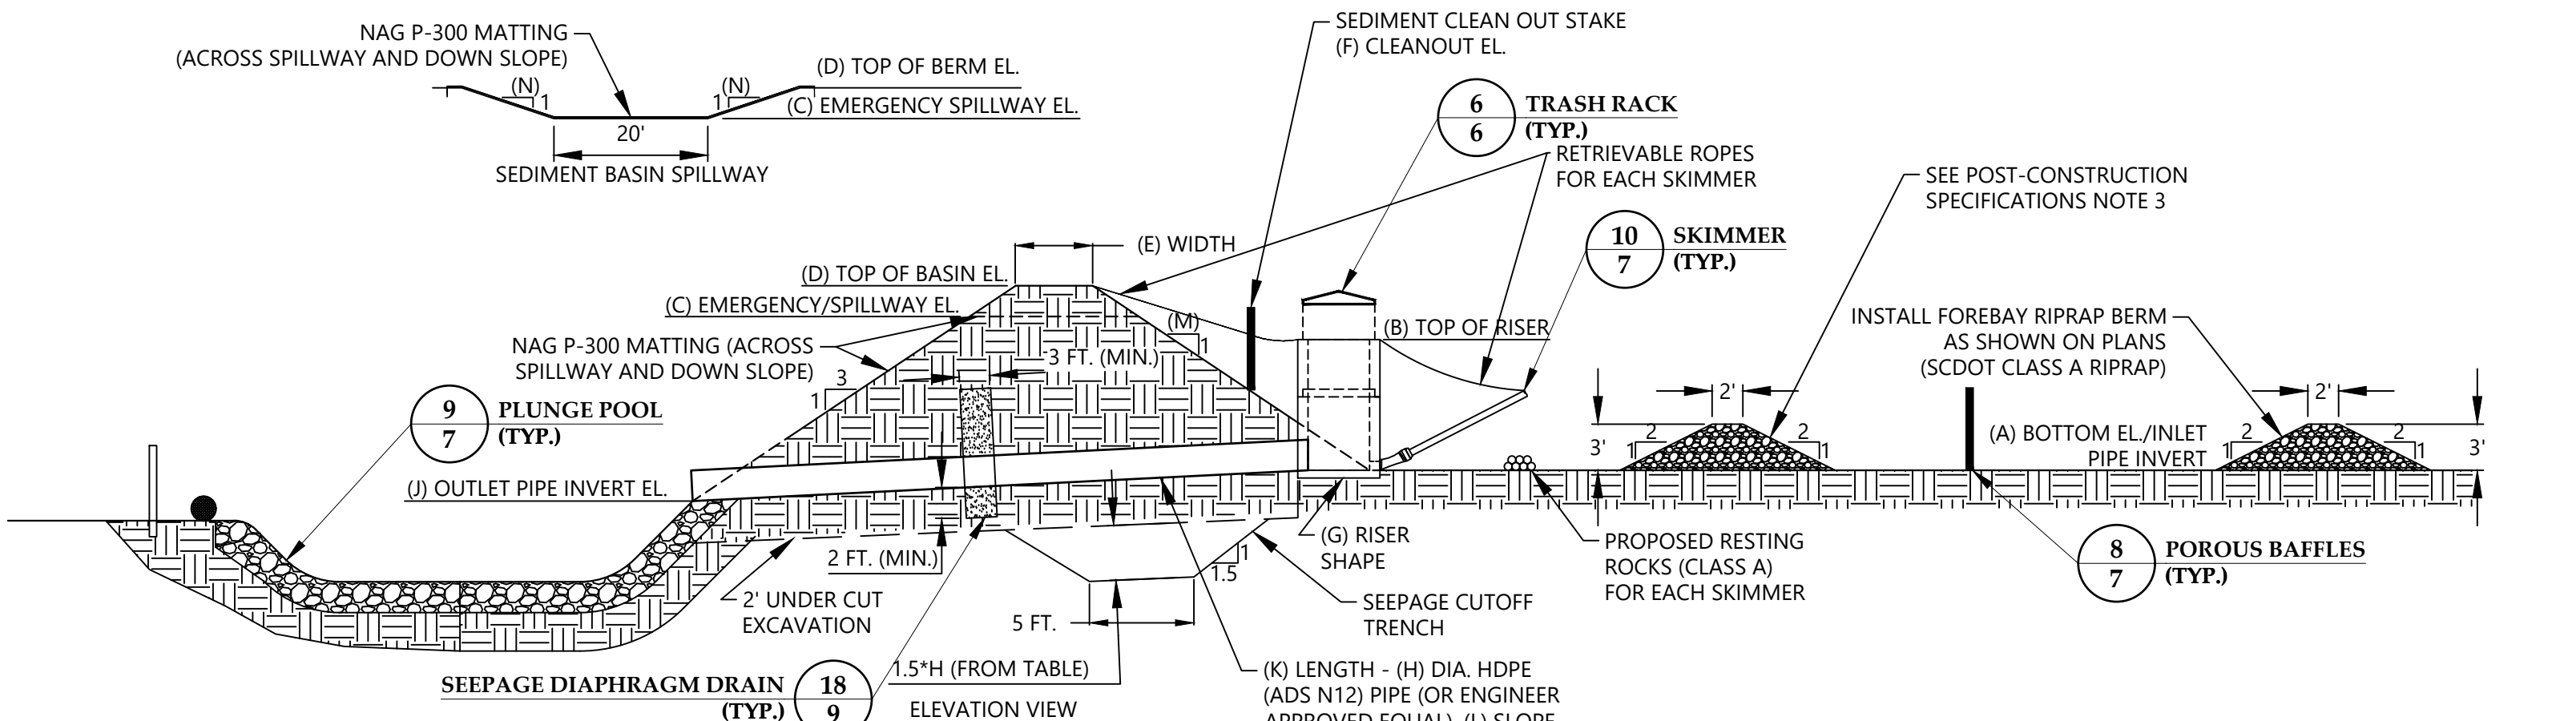 NAG P-300 MATTING
(ACROSS SPILLWAY AND DOWN SLOPE)
(N)
1
1
(N)
(D) TOP OF BERM EL.
(C) EMERGENCY SPILLWAY EL.
20'
SEDIMENT BASIN SPILLWAY
SEDIMENT CLEAN OUT STAKE
(F) CLEANOUT EL.
6
6
TRASH RACK
(TYP.)
RETRIEVABLE ROPES
FOR EACH SKIMMER
SEE POST-CONSTRUCTION
SPECIFICATIONS NOTE 3
10
7
SKIMMER
(TYP.)
(E) WIDTH
(D) TOP OF BASIN EL.
(C) EMERGENCY/SPILLWAY EL.
(M)
1
(B) TOP OF RISER
NAG P-300 MATTING (ACROSS
SPILLWAY AND DOWN SLOPE)
3 FT. (MIN.)
3
1
INSTALL FOREBAY RIPRAP BERM
AS SHOWN ON PLANS
(SCDOT CLASS A RIPRAP)
9
7
PLUNGE POOL
(TYP.)
2'
2'
3'
2
1
2
1
(A) BOTTOM EL./INLET
PIPE INVERT
2
1
2
1
3'
(J) OUTLET PIPE INVERT EL.
2 FT. (MIN.)
(G) RISER
SHAPE
1
1.5
PROPOSED RESTING
ROCKS (CLASS A)
FOR EACH SKIMMER
8
7
POROUS BAFFLES
(TYP.)
2' UNDER CUT
EXCAVATION
5 FT.
SEEPAGE CUTOFF
TRENCH
1.5*H (FROM TABLE)
SEEPAGE DIAPHRAGM DRAIN
(TYP.)
18
9
ELEVATION VIEW
(K) LENGTH - (H) DIA. HDPE
(ADS N12) PIPE (OR ENGINEER
APPROVED EQUAL), (L) SLOPE